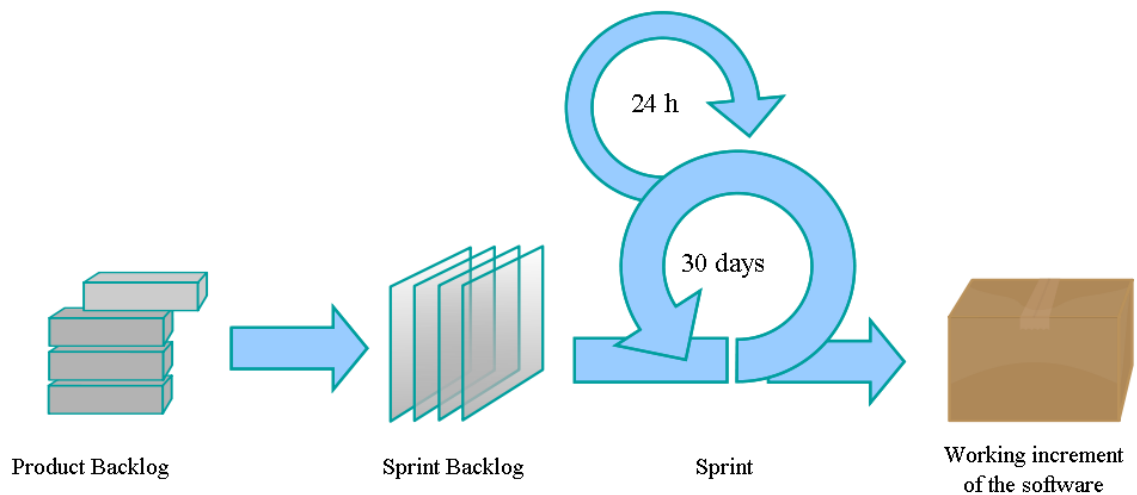 24 h
30 days
Product Backlog
Sprint Backlog
Sprint
Working increment
of the software